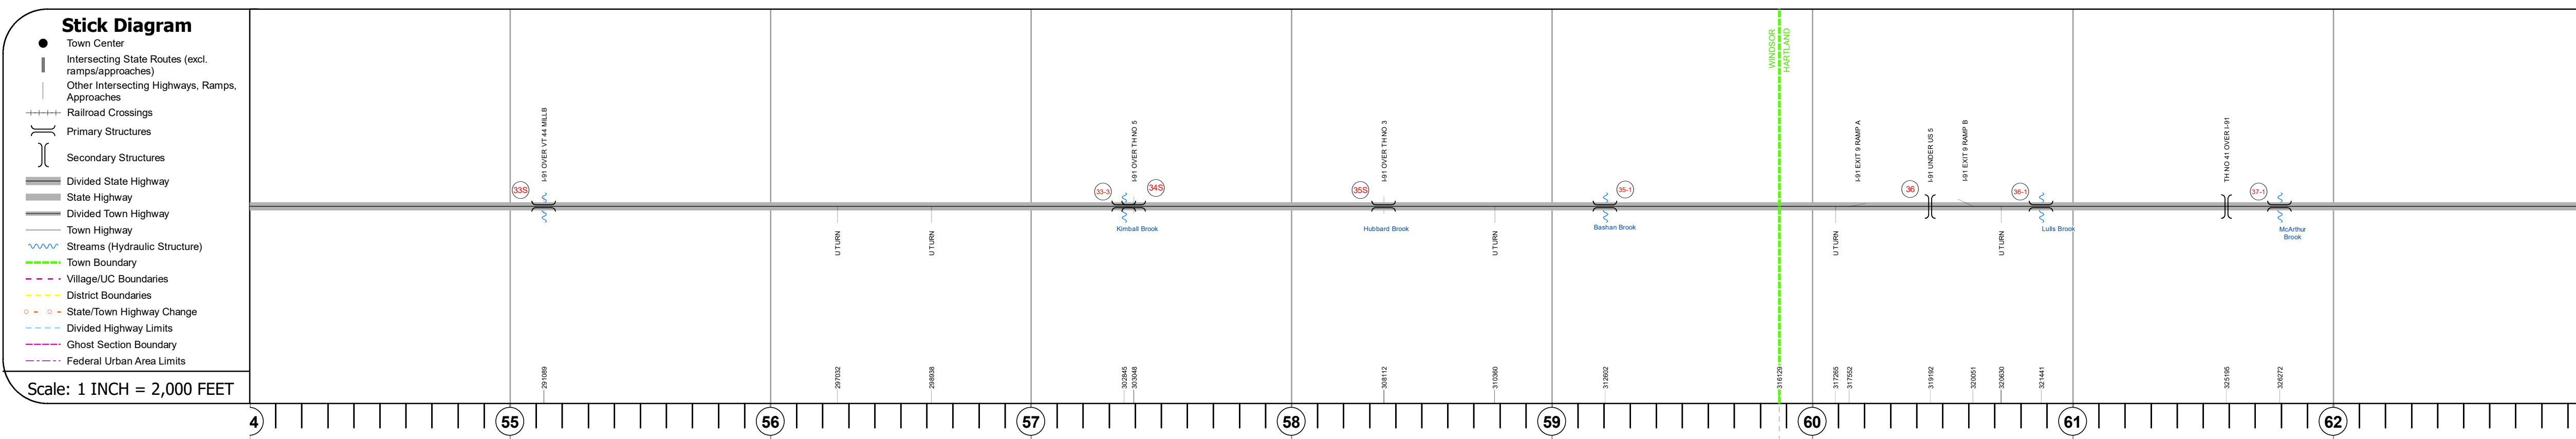 Stick Diagram
Town Center
Intersecting State Routes (excl.
ramps/approaches)
Other Intersecting Highways, Ramps,
Approaches
Railroad Crossings
Primary Structures
Secondary Structures
Divided State Highway
State Highway
Divided Town Highway
Town Highway
Streams (Hydraulic Structure)
Town Boundary
Village/UC Boundaries
District Boundaries
State/Town Highway Change
Divided Highway Limits
Ghost Section Boundary
Federal Urban Area Limits
Scale: 1 INCH = 2,000 FEET
WINDSOR
HARTLAND
I-91 OVER VT 44 MILLB
I-91 OVER TH NO 5
I-91 OVER TH NO 3
I-91 EXIT 9 RAMP A
I-91 UNDER US 5
I-91 EXIT 9 RAMP B
TH NO 41 OVER I-91
33S
33-3
34S
35S
35-1
36
36-1
37-1
Kimball Brook
Hubbard Brook
Bashan Brook
Lulls Brook
McArthur
Brook
U TURN
U TURN
U TURN
U TURN
U TURN
291089
297032
298938
302845
303048
308112
310360
312602
316129
317265
317552
319192
320051
320630
321441
325195
326272
4
55
56
57
58
59
60
61
62